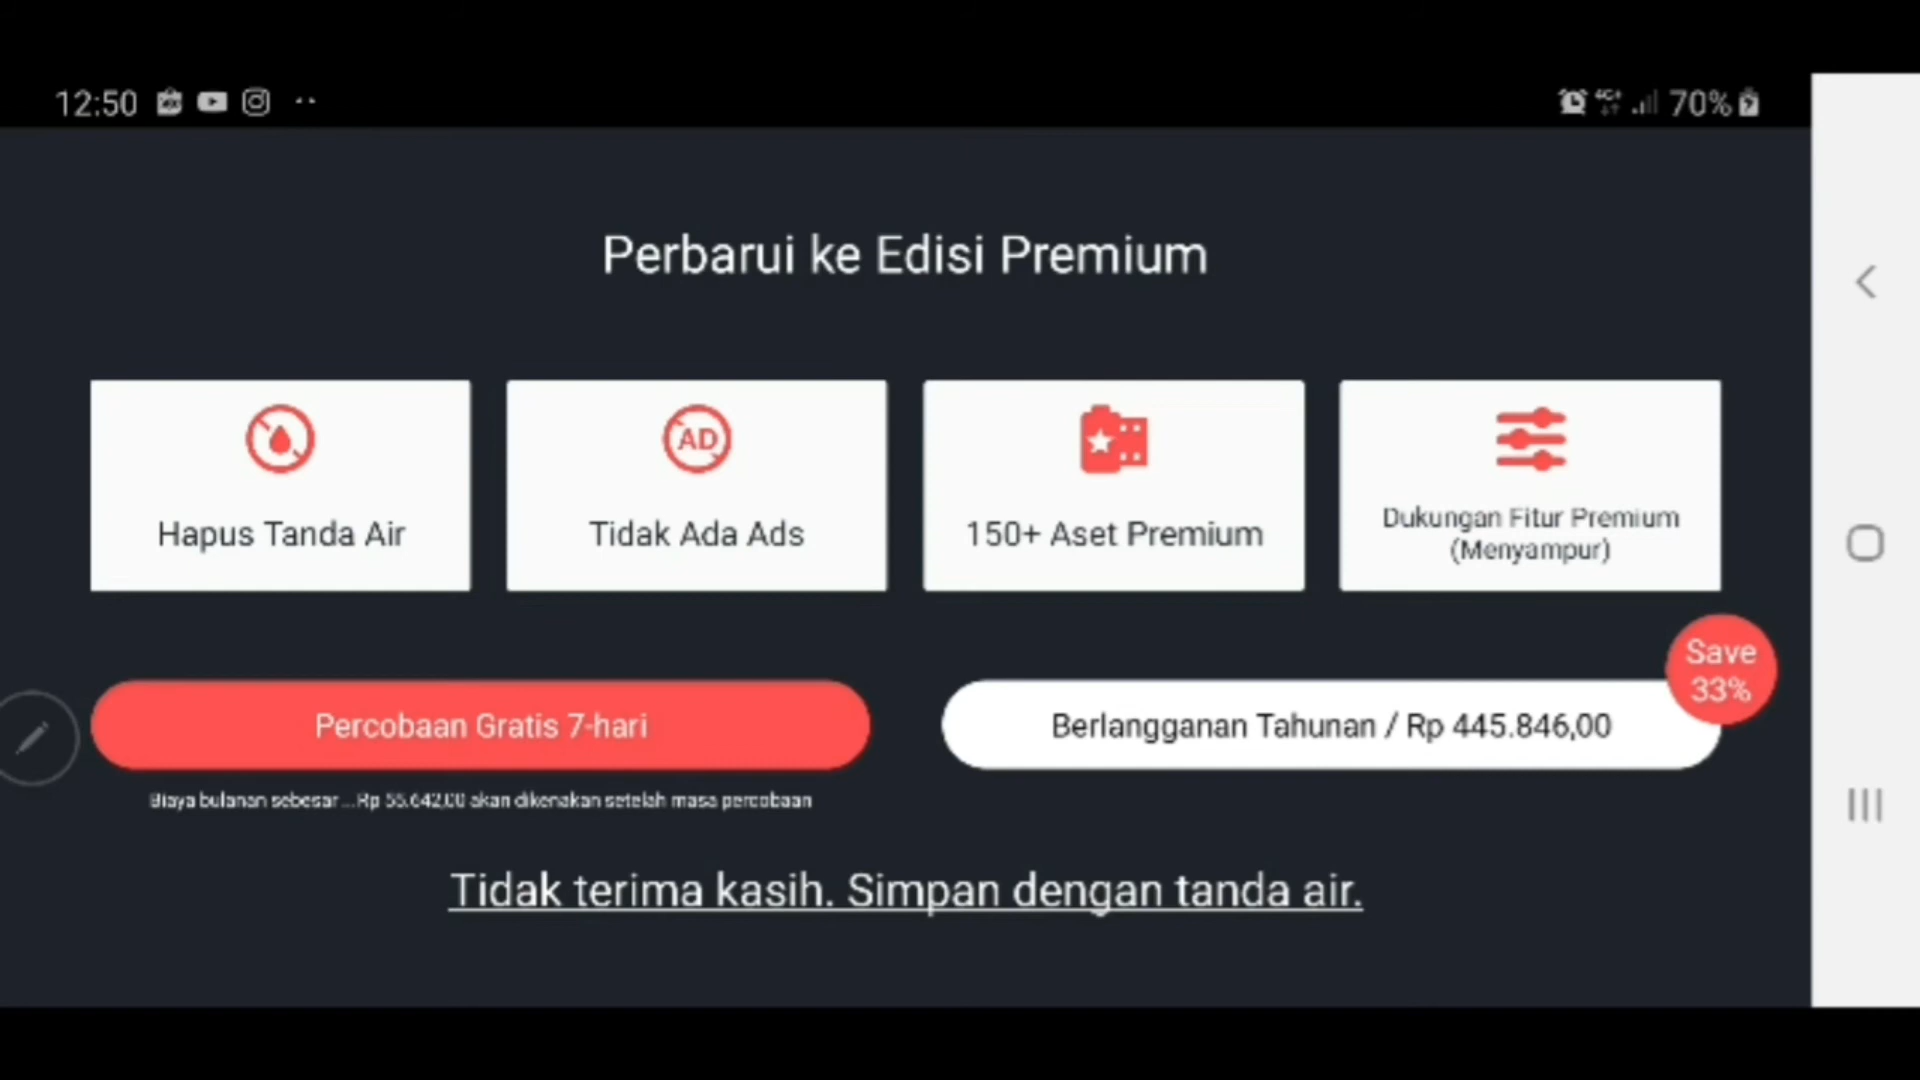 12:50
4G+
70%
Perbarui ke Edisi Premium
AD
Hapus Tanda Air
Tidak Ada Ads
150+ Aset Premium
Dukungan Fitur Premium
(Menyampur)
Save
33%
Percobaan Gratis 7-hari
Berlangganan Tahunan / Rp 445.846,00
Biaya bulanan sebesar ...Rp 55.642,00 akan dikenakan setelah masa percobaan
Tidak terima kasih. Simpan dengan tanda air.